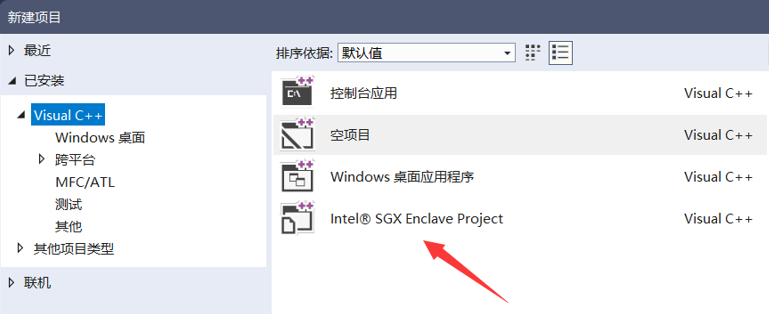 新建项目
最近
已安装
Visual C++
Windows 桌面
跨平台
MFC/ATL
测试
其他
其他项目类型
联机
排序依据: 默认值
控制台应用 Visual C++
空项目 Visual C++
Windows 桌面应用程序 Visual C++
Intel® SGX Enclave Project Visual C++